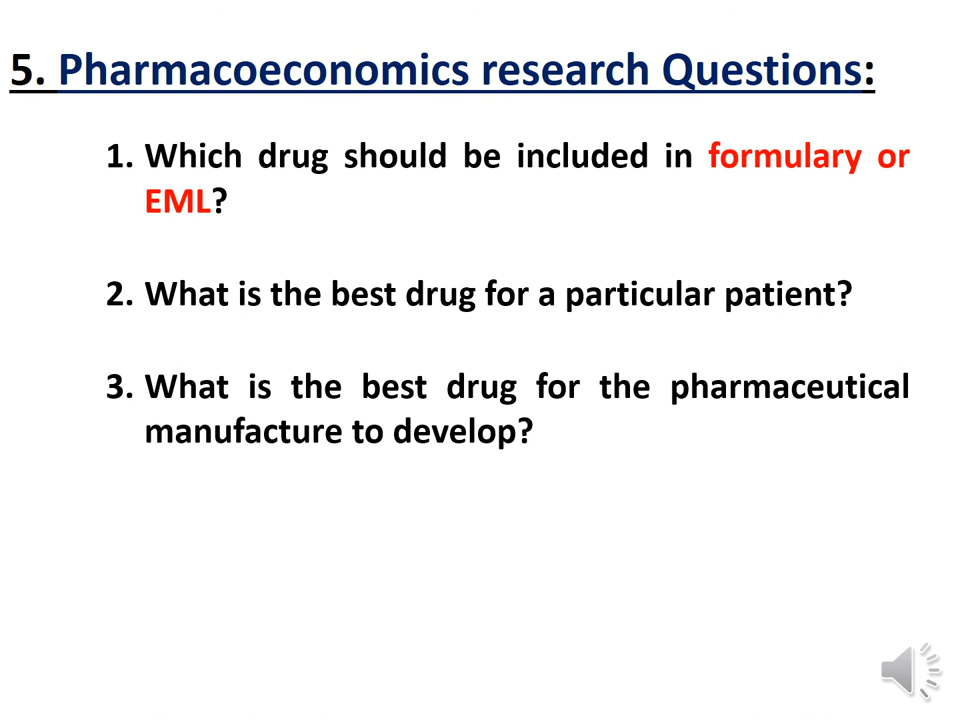 5. Pharmacoeconomics research Questions:
1. Which drug should be included in formulary or
EML?
2. What is the best drug for a particular patient?
3. What is the best drug for the pharmaceutical
manufacture to develop?